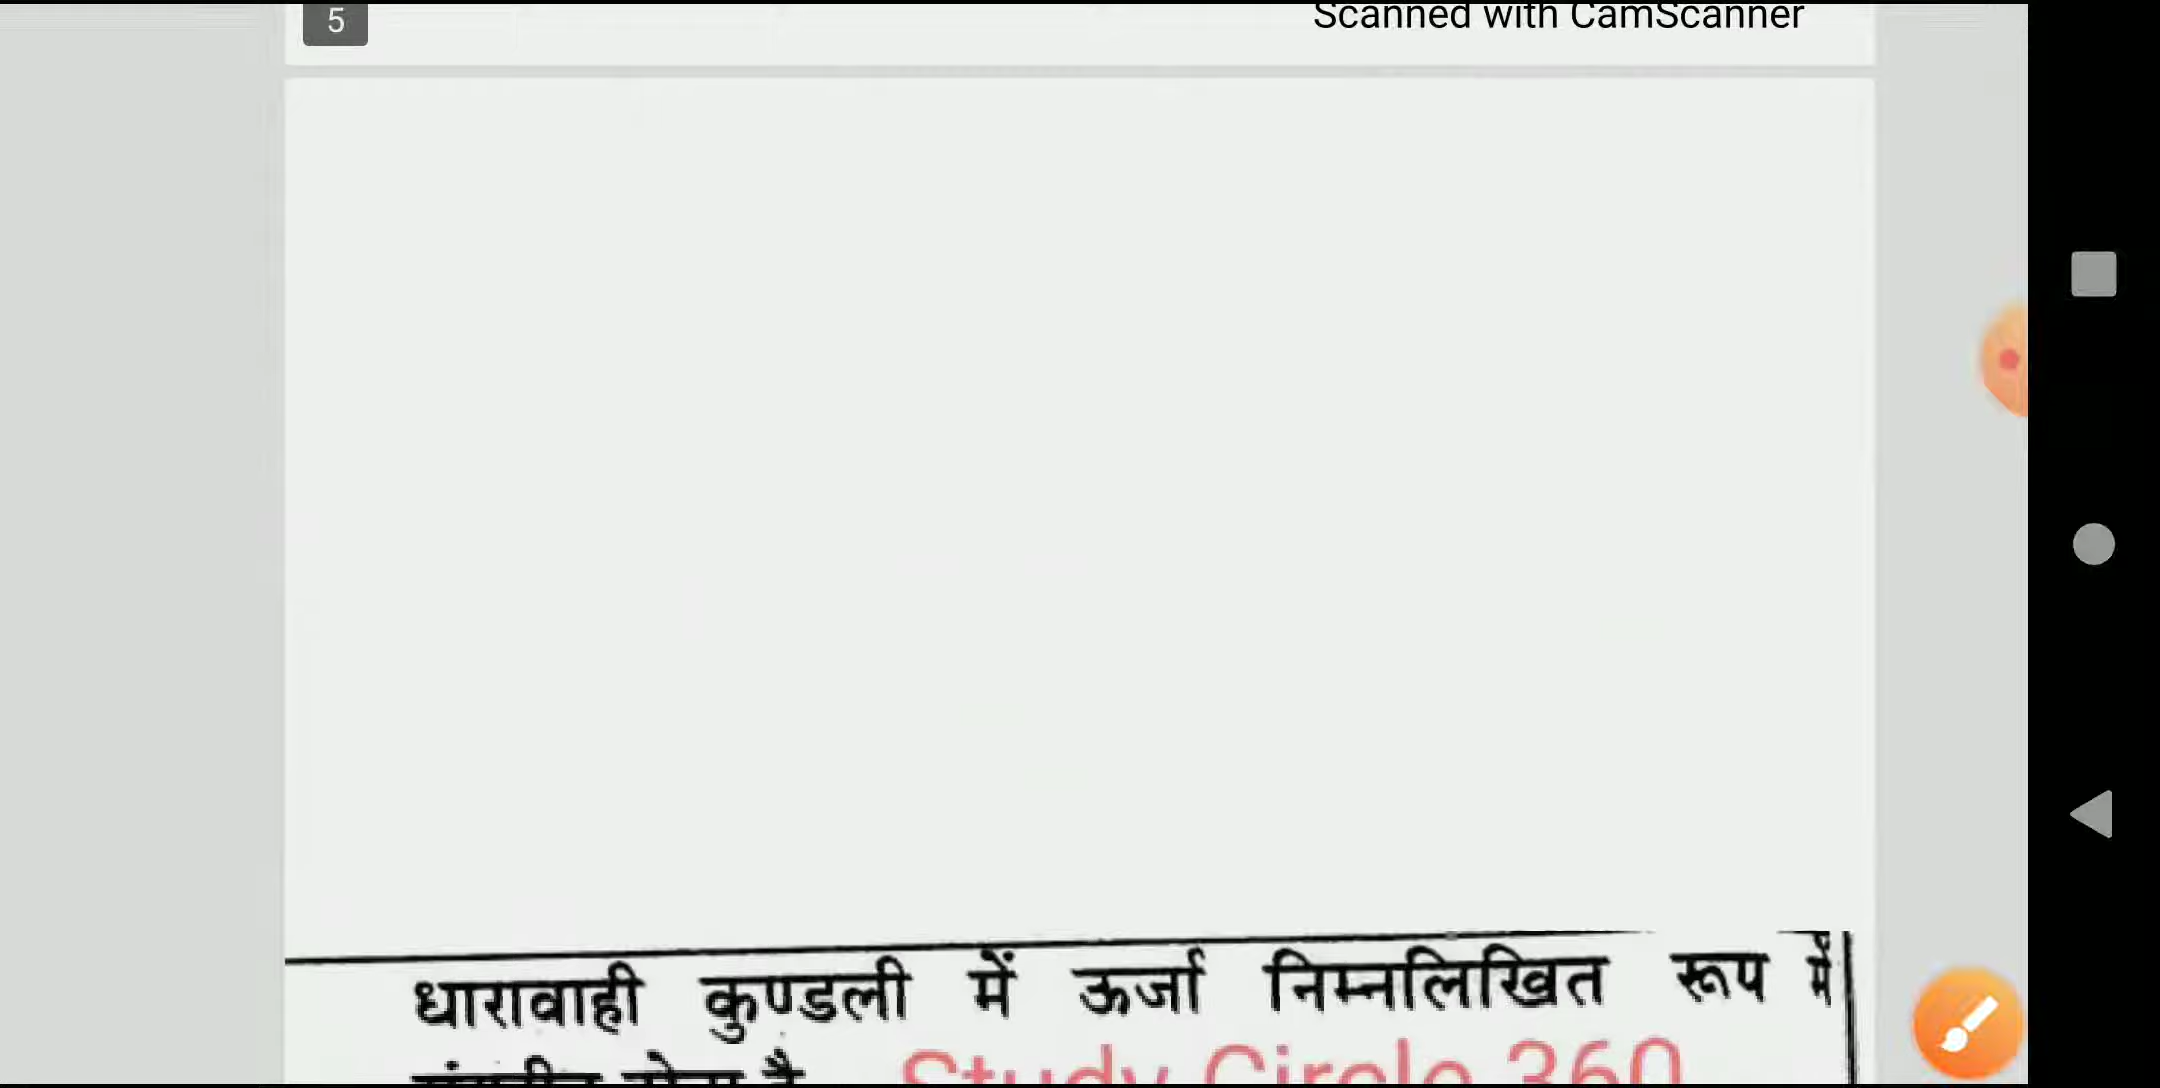 5
Scanned with CamScanner
धारावाही कुण्डली में ऊर्जा निम्नलिखित रूप में
Study Circle 360